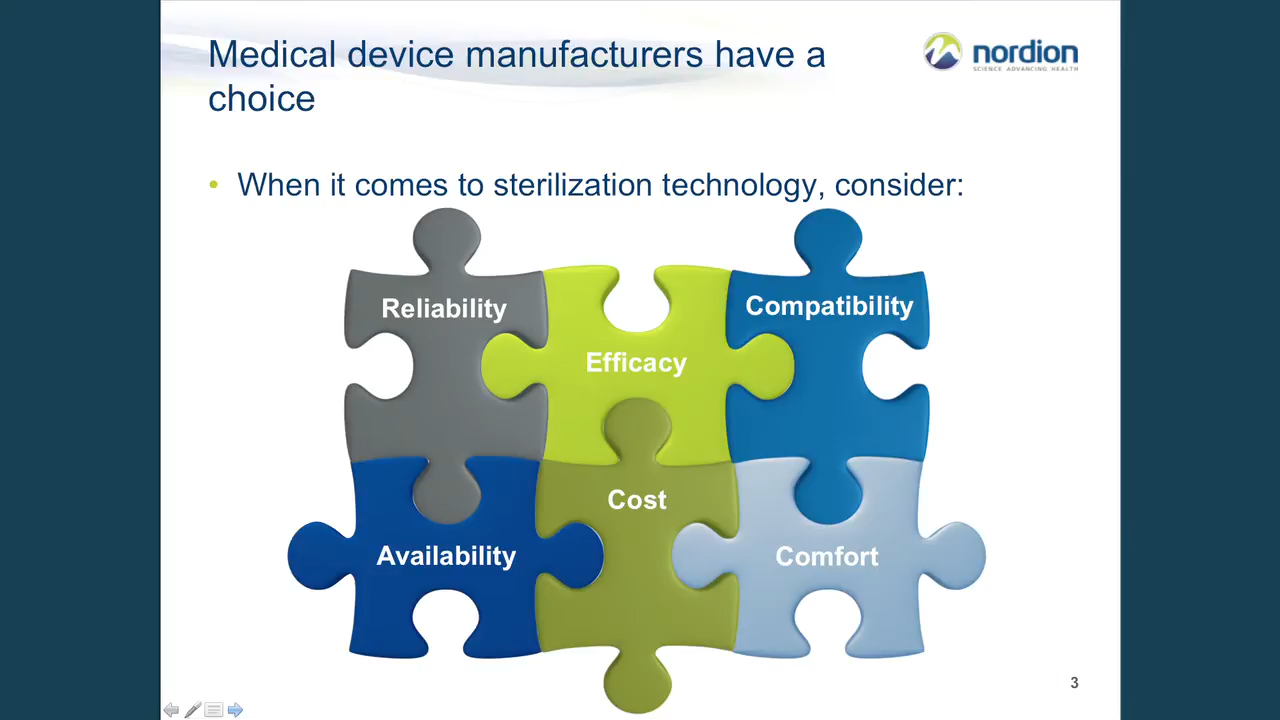 Medical device manufacturers have a
choice
nordion
SCIENCE ADVANCING HEALTH
• When it comes to sterilization technology, consider:
Reliability
Efficacy
Compatibility
Availability
Cost
Comfort
3